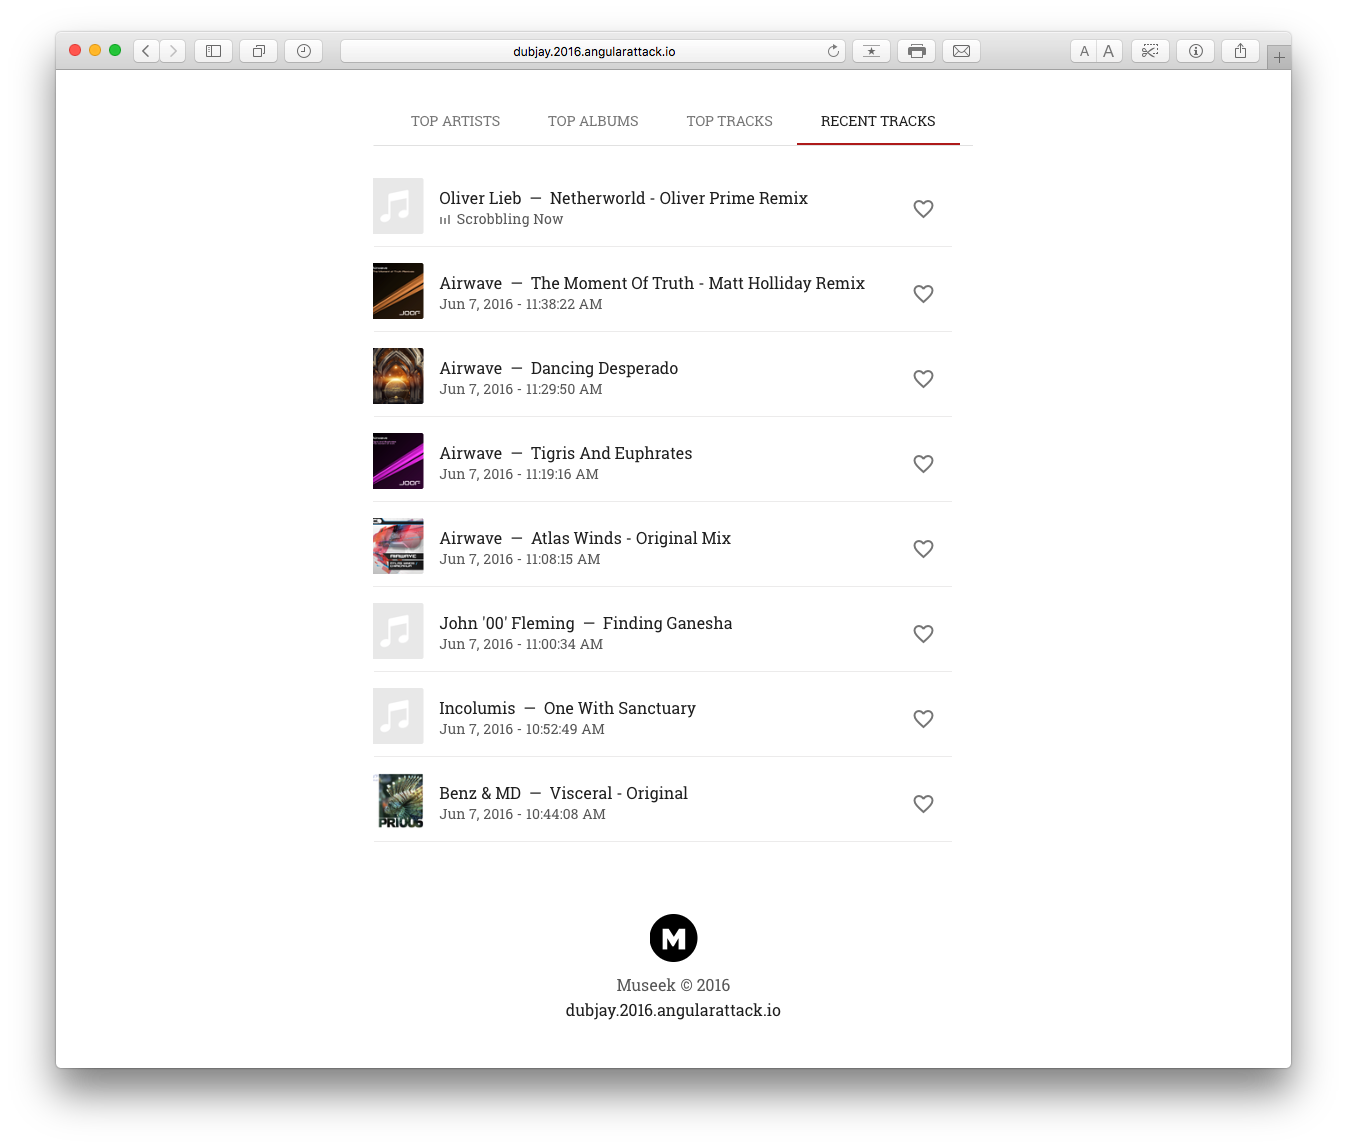 dubjay.2016.angularattack.io
A A
TOP ARTISTS TOP ALBUMS TOP TRACKS RECENT TRACKS
Oliver Lieb — Netherworld - Oliver Prime Remix
Scrobbling Now
Airwave — The Moment Of Truth - Matt Holliday Remix
Jun 7, 2016 - 11:38:22 AM
JOOF
Airwave — Dancing Desperado
Jun 7, 2016 - 11:29:50 AM
Airwave — Tigris And Euphrates
Jun 7, 2016 - 11:19:16 AM
JOOF
Airwave — Atlas Winds - Original Mix
Jun 7, 2016 - 11:08:15 AM
AIRWAVE
John '00' Fleming — Finding Ganesha
Jun 7, 2016 - 11:00:34 AM
Incolumis — One With Sanctuary
Jun 7, 2016 - 10:52:49 AM
Benz & MD — Visceral - Original
Jun 7, 2016 - 10:44:08 AM
PRI006
M
Museek © 2016
dubjay.2016.angularattack.io